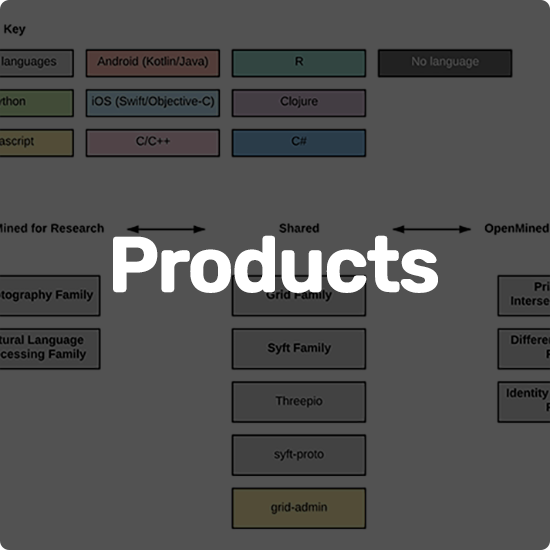 Key
languages
Android (Kotlin/Java)
R
No language
thon
iOS (Swift/Objective-C)
Clojure
ascript
C/C++
C#
Mined for Research
Shared
OpenMined
Products
tography Family
Grid Family
Pri
Interse
tural Language
cessing Family
Syft Family
Differe
F
Threepio
Identity
F
syft-proto
grid-admin